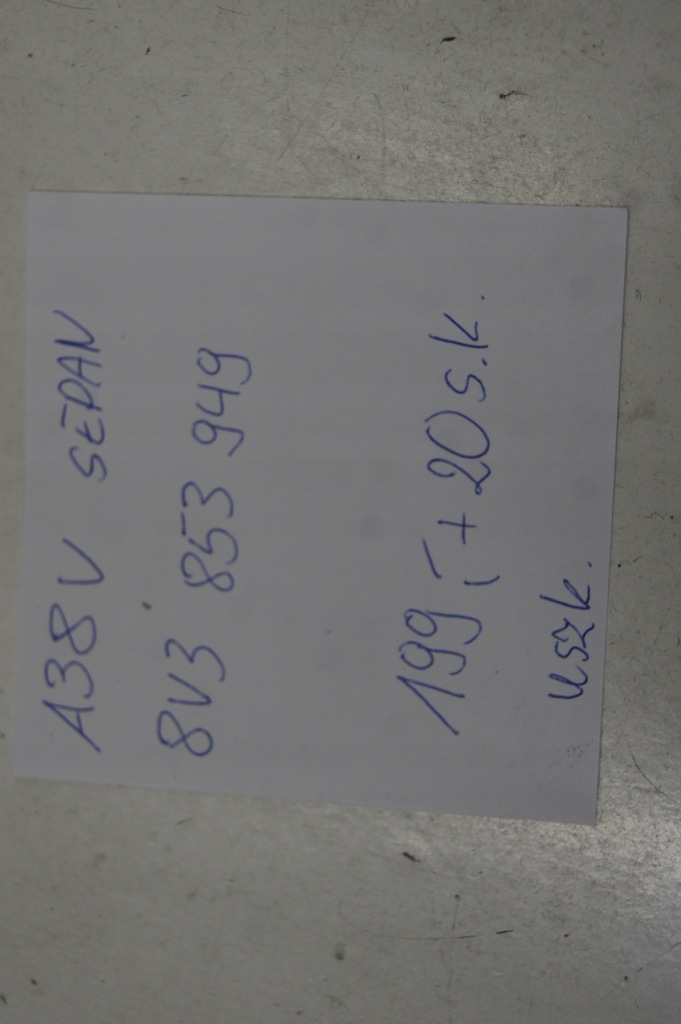 A38V SEDAN
8V3 853 949
199,- + 20 s.k.
uszk.